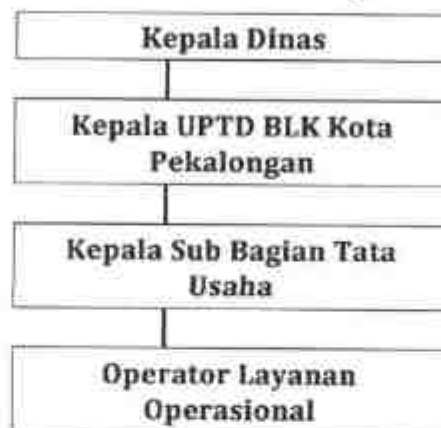 Kepala Dinas
Kepala UPTD BLK Kota
Pekalongan
Kepala Sub Bagian Tata
Usaha
Operator Layanan
Operasional